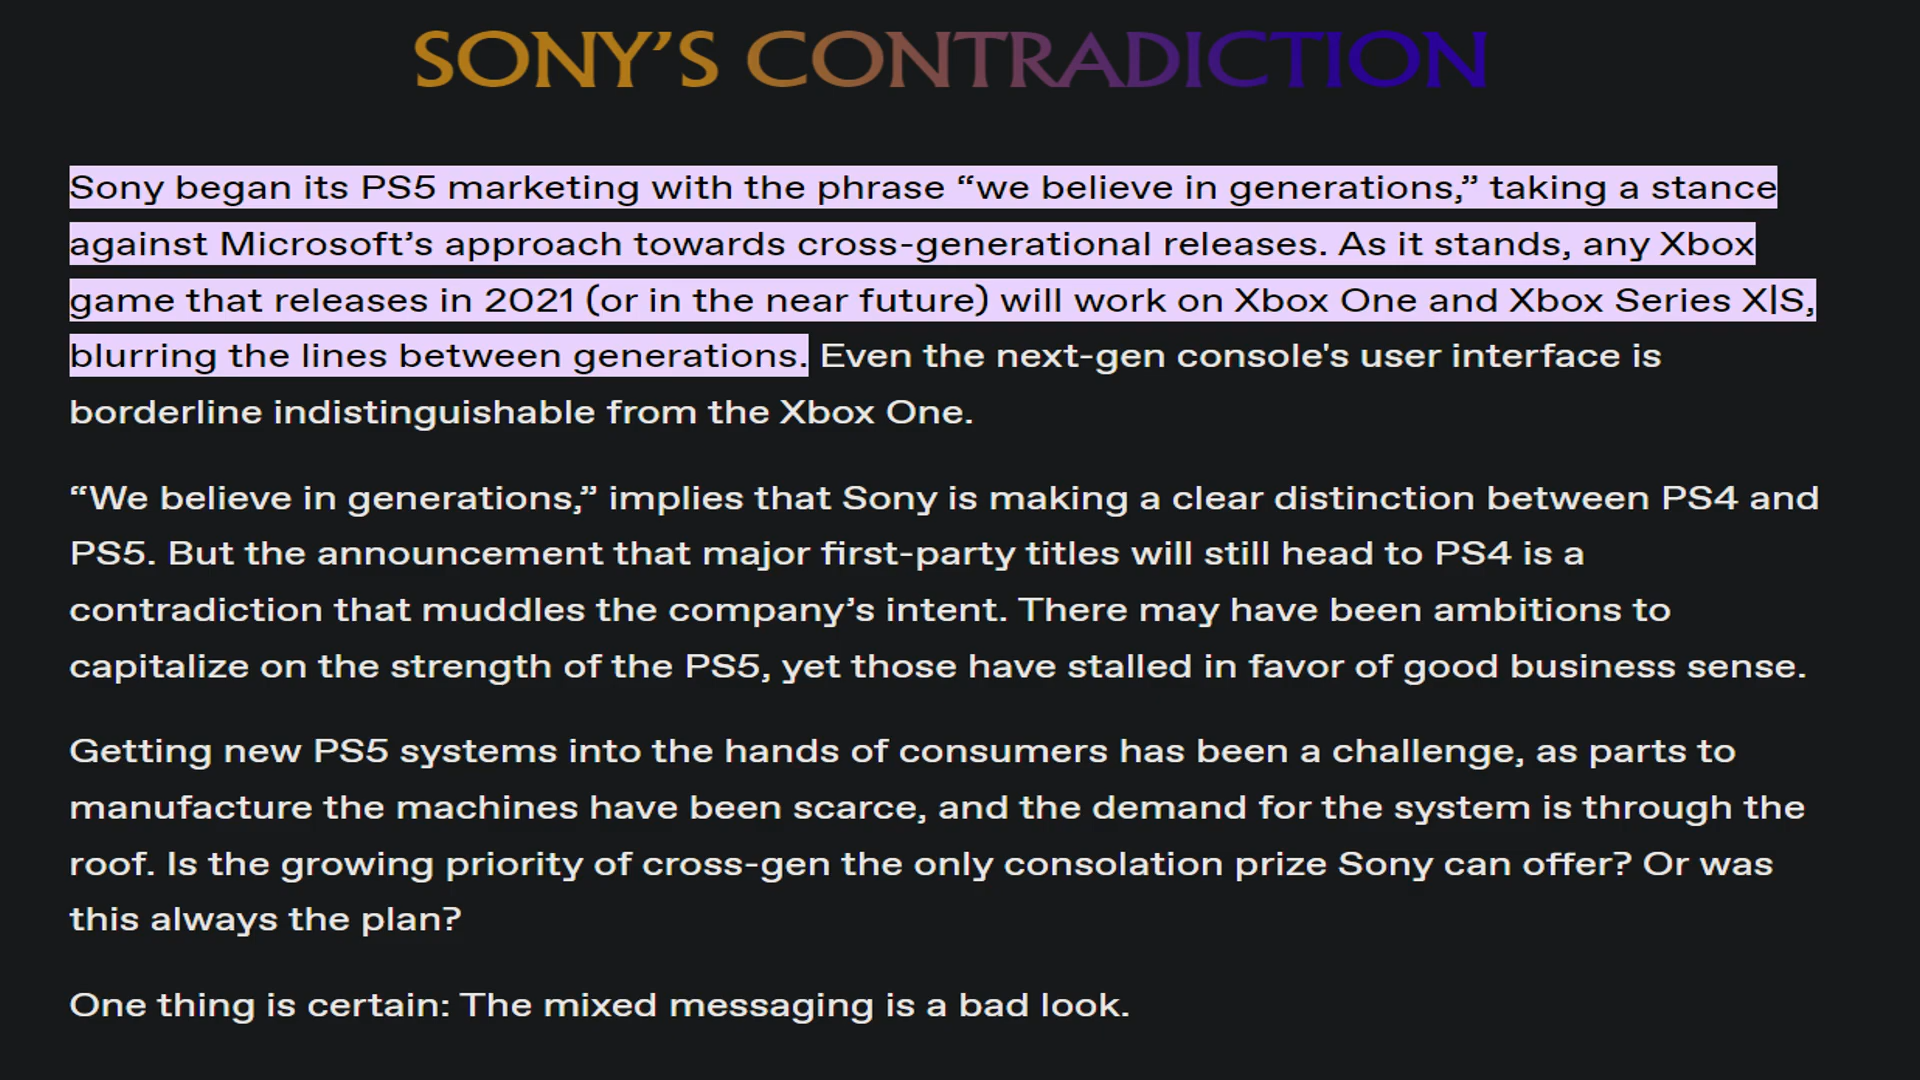 SONY’S CONTRADICTION
Sony began its PS5 marketing with the phrase “we believe in generations,” taking a stance
against Microsoft’s approach towards cross-generational releases. As it stands, any Xbox
game that releases in 2021 (or in the near future) will work on Xbox One and Xbox Series X|S,
blurring the lines between generations. Even the next-gen console's user interface is
borderline indistinguishable from the Xbox One.
“We believe in generations,” implies that Sony is making a clear distinction between PS4 and
PS5. But the announcement that major first-party titles will still head to PS4 is a
contradiction that muddles the company’s intent. There may have been ambitions to
capitalize on the strength of the PS5, yet those have stalled in favor of good business sense.
Getting new PS5 systems into the hands of consumers has been a challenge, as parts to
manufacture the machines have been scarce, and the demand for the system is through the
roof. Is the growing priority of cross-gen the only consolation prize Sony can offer? Or was
this always the plan?
One thing is certain: The mixed messaging is a bad look.